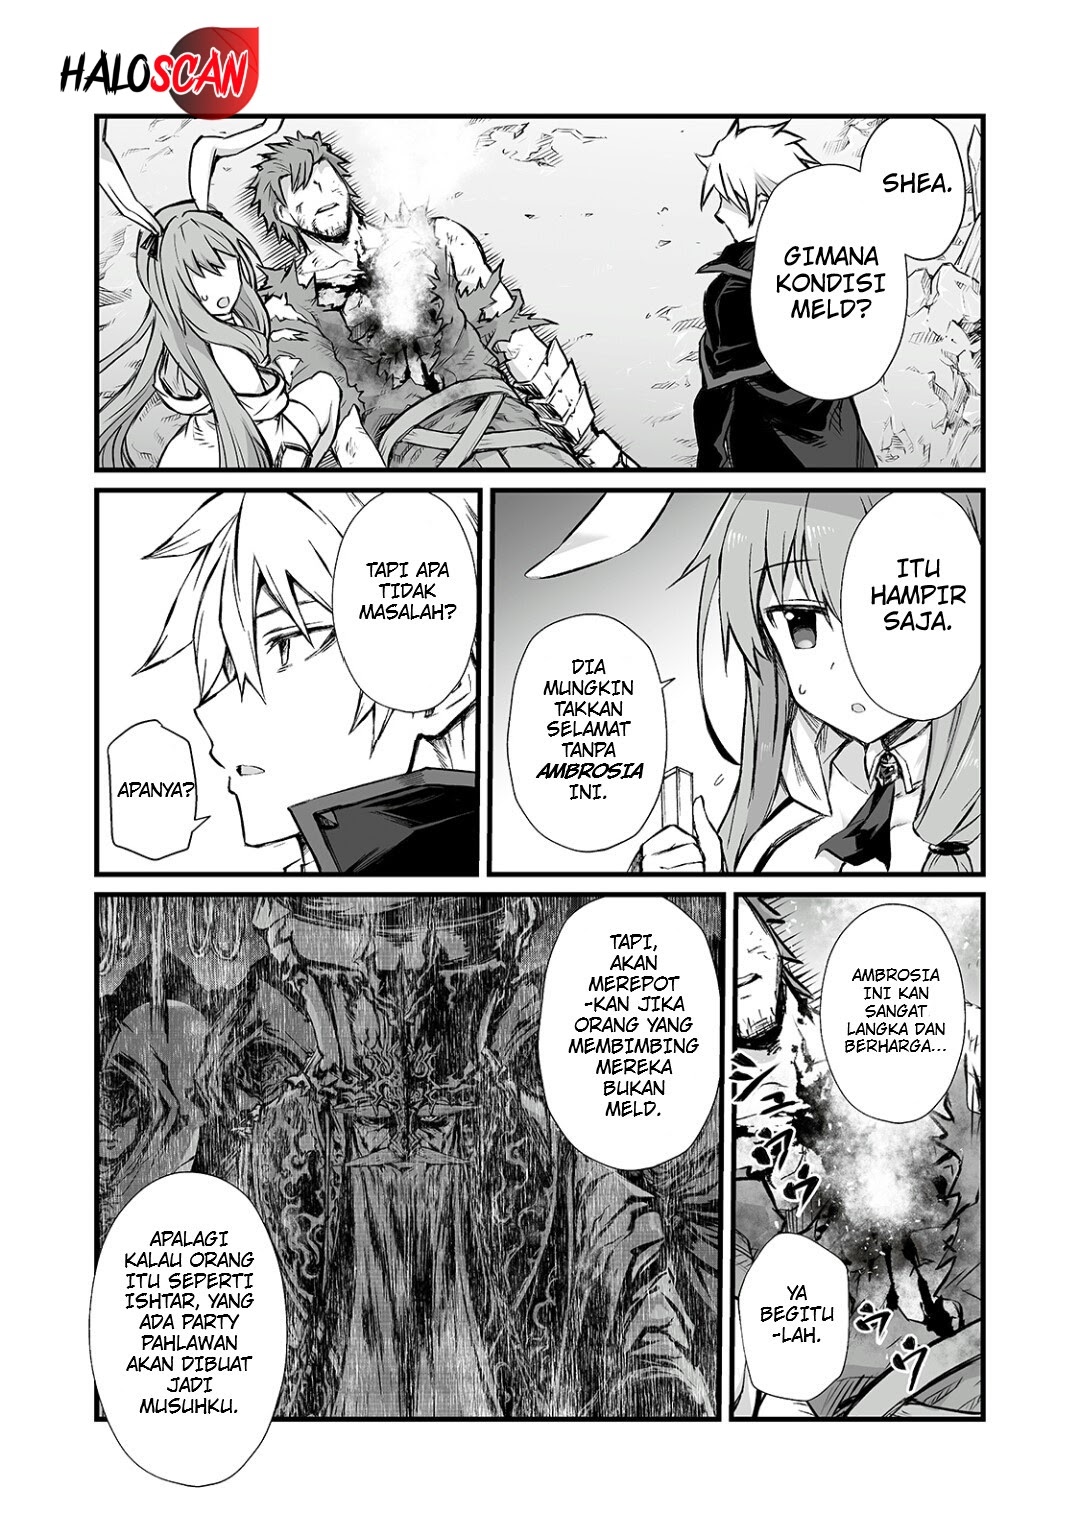 HALOSCAN
SHEA.
GIMANA
KONDISI
MELD?
ITU
HAMPIR
SAJA.
DIA
MUNGKIN
TAKKAN
SELAMAT
TANPA
AMBROSIA
INI.
TAPI APA
TIDAK
MASALAH?
APANYA?
AMBROSIA
INI KAN
SANGAT
LANGKA DAN
BERHARGA...
YA
BEGITU
-LAH.
TAPI,
AKAN
MEREPOT
-KAN JIKA
ORANG YANG
MEMBIMBING
MEREKA
BUKAN
MELD.
APALAGI
KALAU ORANG
ITU SEPERTI
ISHTAR, YANG
ADA PARTY
PAHLAWAN
AKAN DIBUAT
JADI
MUSUHKU.